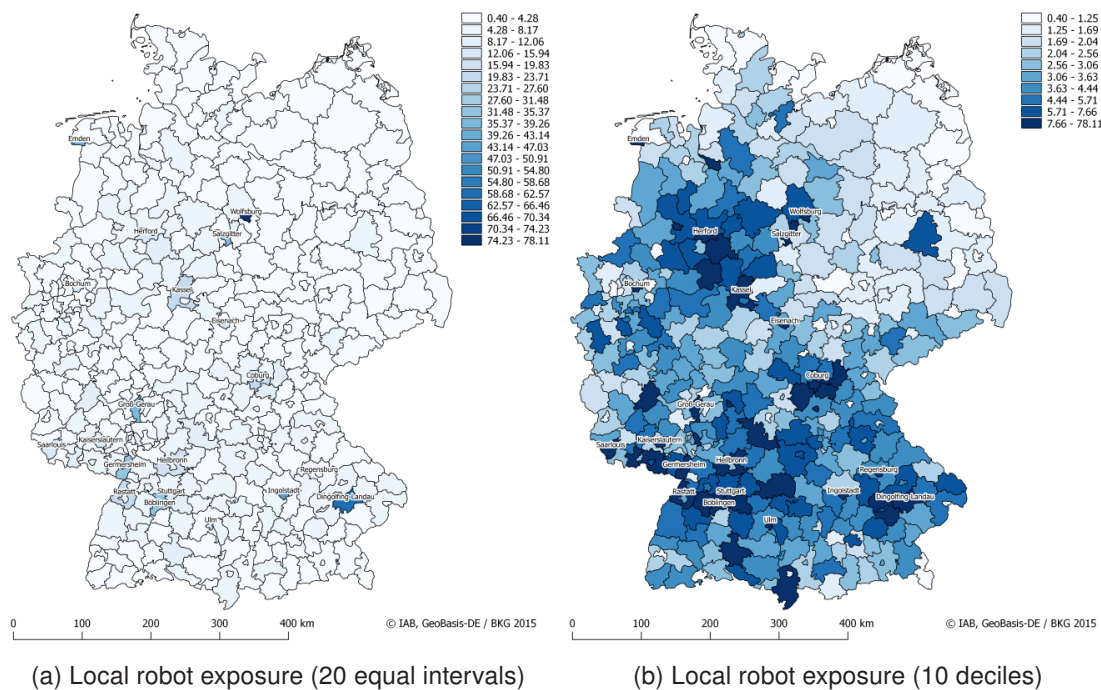 0.40 - 4.28
4.28 - 8.17
8.17 - 12.06
12.06 - 15.94
15.94 - 19.83
19.83 - 23.71
23.71 - 27.60
27.60 - 31.48
31.48 - 35.37
35.37 - 39.26
39.26 - 43.14
43.14 - 47.03
47.03 - 50.91
50.91 - 54.80
54.80 - 58.68
58.68 - 62.57
62.57 - 66.46
66.46 - 70.34
70.34 - 74.23
74.23 - 78.11
Emden
Wolfsburg
Herford
Salzgitter
Bochum
Kassel
Eisenach
Coburg
Groß-Gerau
Saarlouis
Kaiserslautern
Germersheim
Heilbronn
Regensburg
Rastatt
Stuttgart
Böblingen
Ingolstadt
Dingolfing-Landau
Ulm
© IAB, GeoBasis-DE / BKG 2015
0 100 200 400 km
(a) Local robot exposure (20 equal intervals)
0.40 - 1.25
1.25 - 1.69
1.69 - 2.04
2.04 - 2.56
2.56 - 3.06
3.06 - 3.63
3.63 - 4.44
4.44 - 5.71
5.71 - 7.66
7.66 - 78.11
Emden
Wolfsburg
Herford
Salzgitter
Bochum
Kassel
Eisenach
Coburg
Groß-Gerau
Saarlouis
Kaiserslautern
Germersheim
Heilbronn
Regensburg
Rastatt
Stuttgart
Böblingen
Ingolstadt
Dingolfing-Landau
Ulm
© IAB, GeoBasis-DE / BKG 2015
0 100 200 400 km
(b) Local robot exposure (10 deciles)